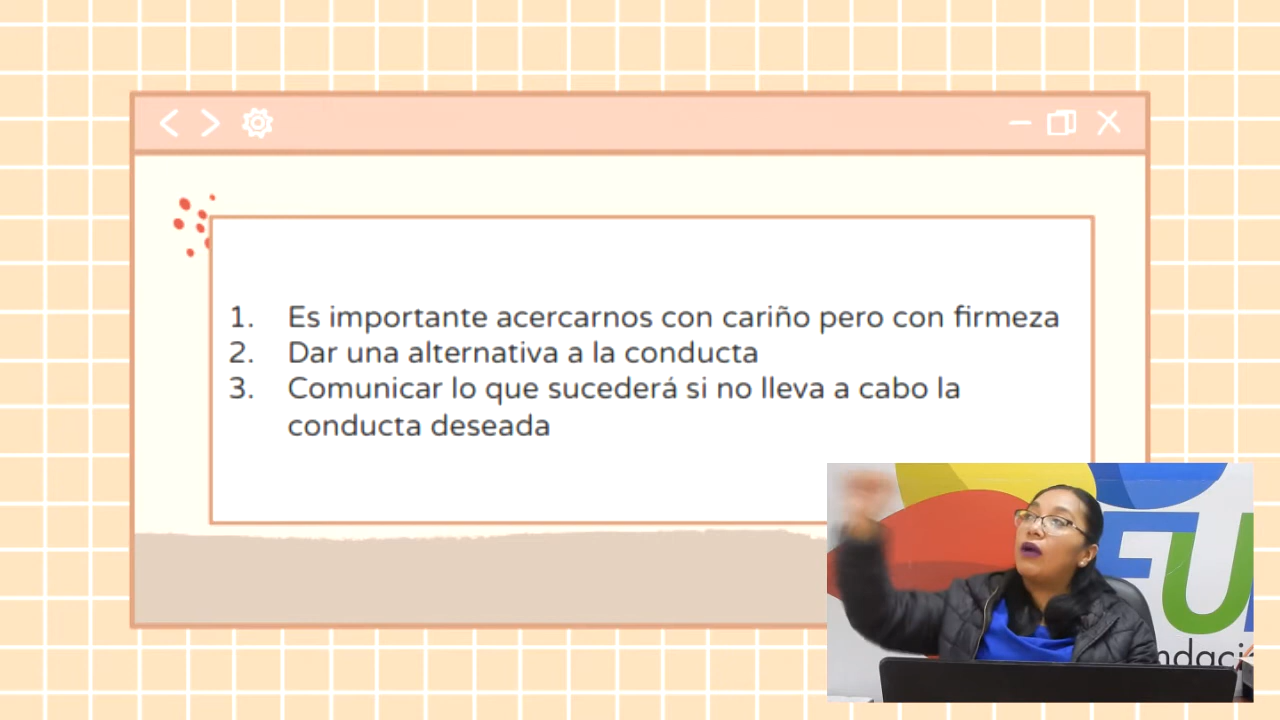 1. Es importante acercarnos con cariño pero con firmeza
2. Dar una alternativa a la conducta
3. Comunicar lo que sucederá si no lleva a cabo la
conducta deseada